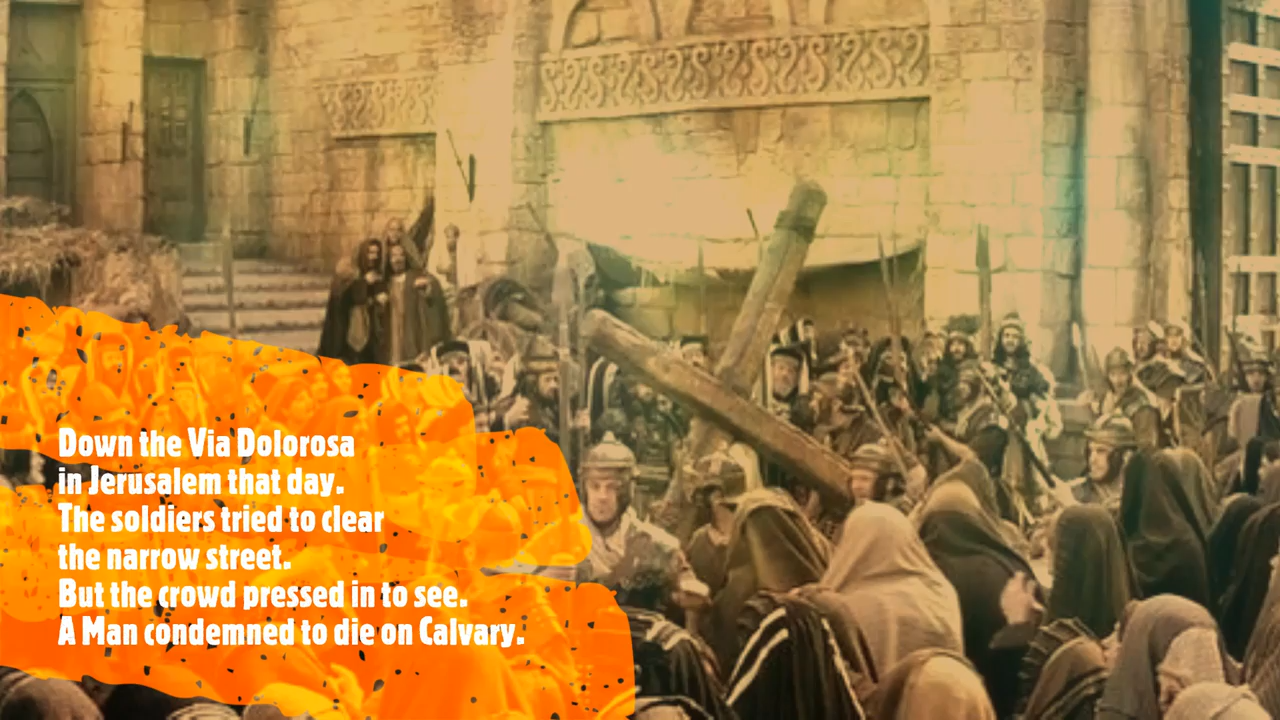 Down the Via Dolorosa
in Jerusalem that day.
The soldiers tried to clear
the narrow street.
But the crowd pressed in to see.
A Man condemned to die on Calvary.